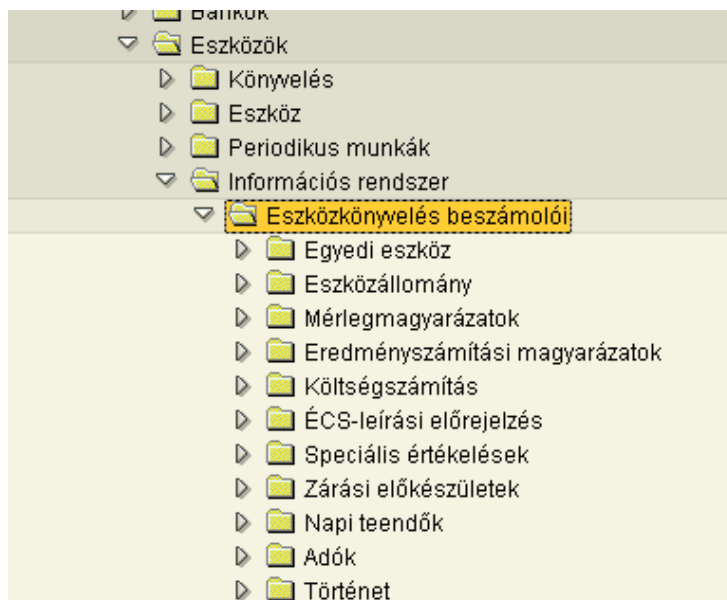 Bankok
Eszközök
Könyvelés
Eszköz
Periodikus munkák
Információs rendszer
Eszközkönyvelés beszámolói
Egyedi eszköz
Eszközállomány
Mérlegmagyarázatok
Eredményszámítási magyarázatok
Költségszámítás
ÉCS-leírási előrejelzés
Speciális értékelések
Zárási előkészületek
Napi teendők
Adók
Történet